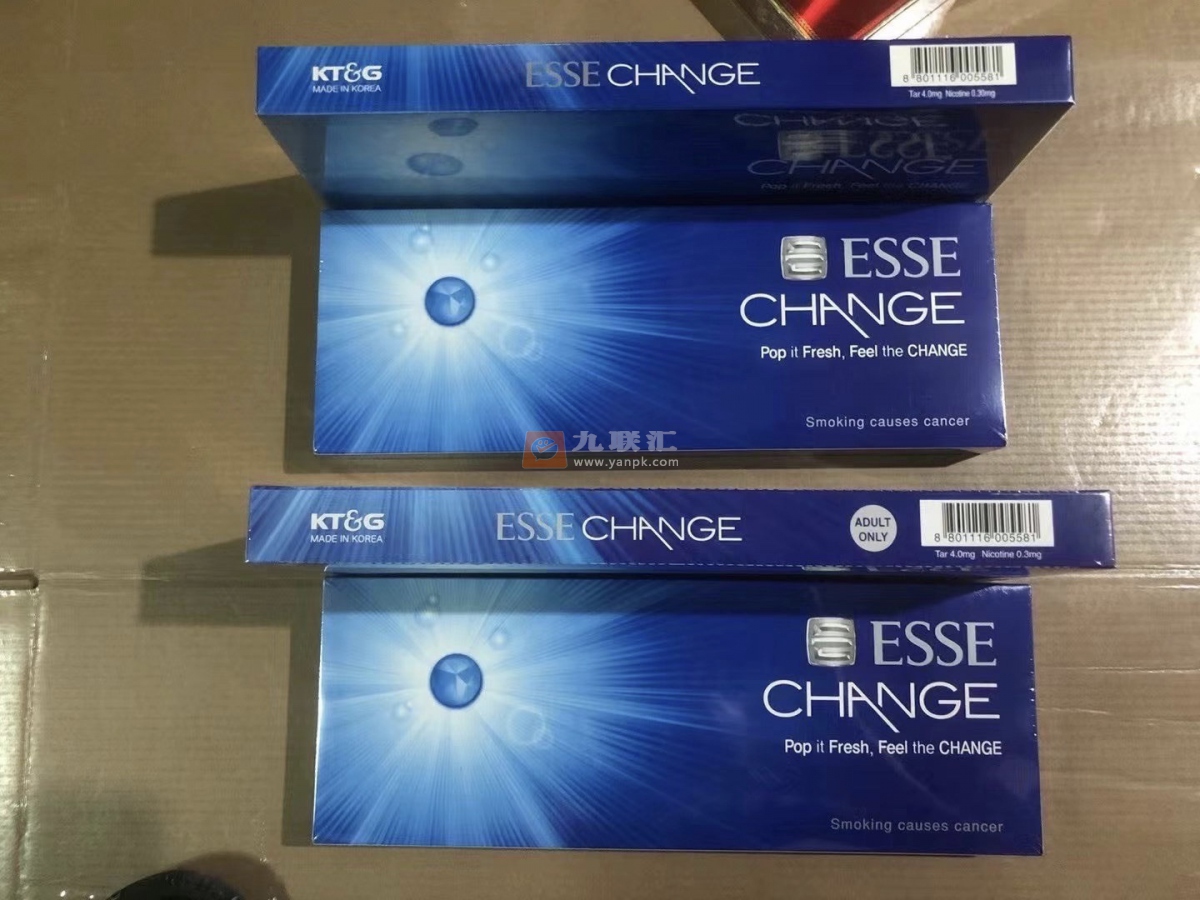 KT&G
MADE IN KOREA
ESSE CHANGE
8 801116 005581
Tar 4.0mg Nicotine 0.30mg
CHANGE
CHANGE
Pop it Fresh, Feel the CHANGE
ESSE
CHANGE
Pop it Fresh, Feel the CHANGE
Smoking causes cancer
九联汇
www.yanpk.com
KT&G
MADE IN KOREA
ESSE CHANGE
ADULT
ONLY
8 801116 005581
Tar 4.0mg Nicotine 0.3mg
ESSE
CHANGE
Pop it Fresh, Feel the CHANGE
Smoking causes cancer